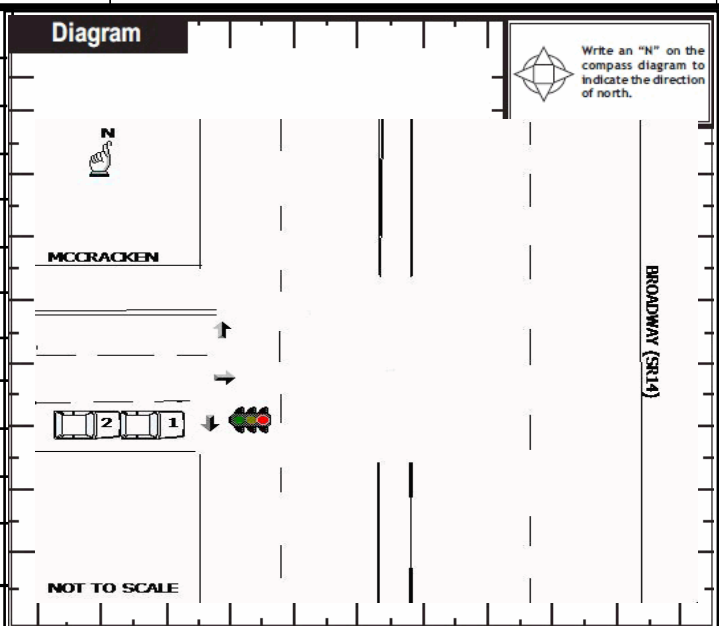 Diagram
Write an “N” on the
compass diagram to
indicate the direction
of north.
N
MCCRACKEN
BROADWAY (SR14)
2 1
NOT TO SCALE